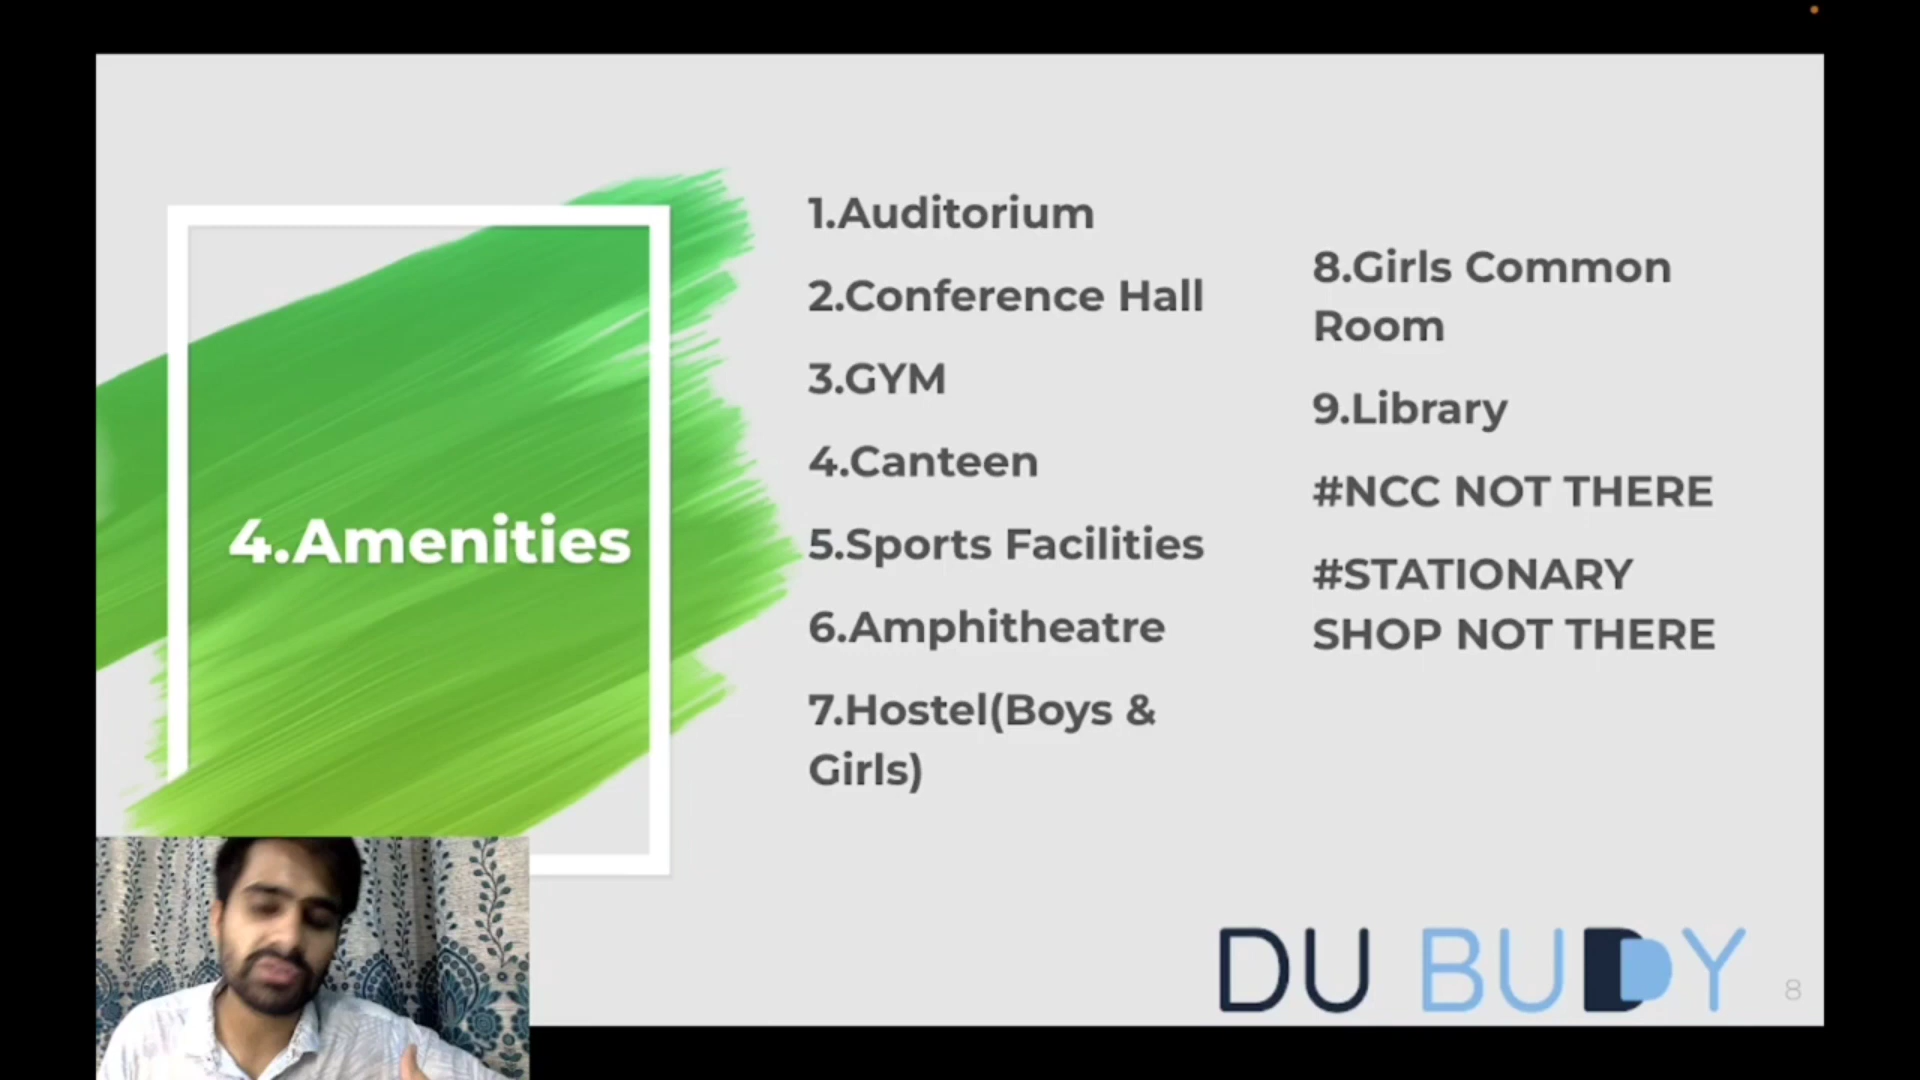 4.Amenities
1.Auditorium
2.Conference Hall
3.GYM
4.Canteen
5.Sports Facilities
6.Amphitheatre
7.Hostel(Boys &
Girls)
8.Girls Common
Room
9.Library
#NCC NOT THERE
#STATIONARY
SHOP NOT THERE
DU BUDDY
8